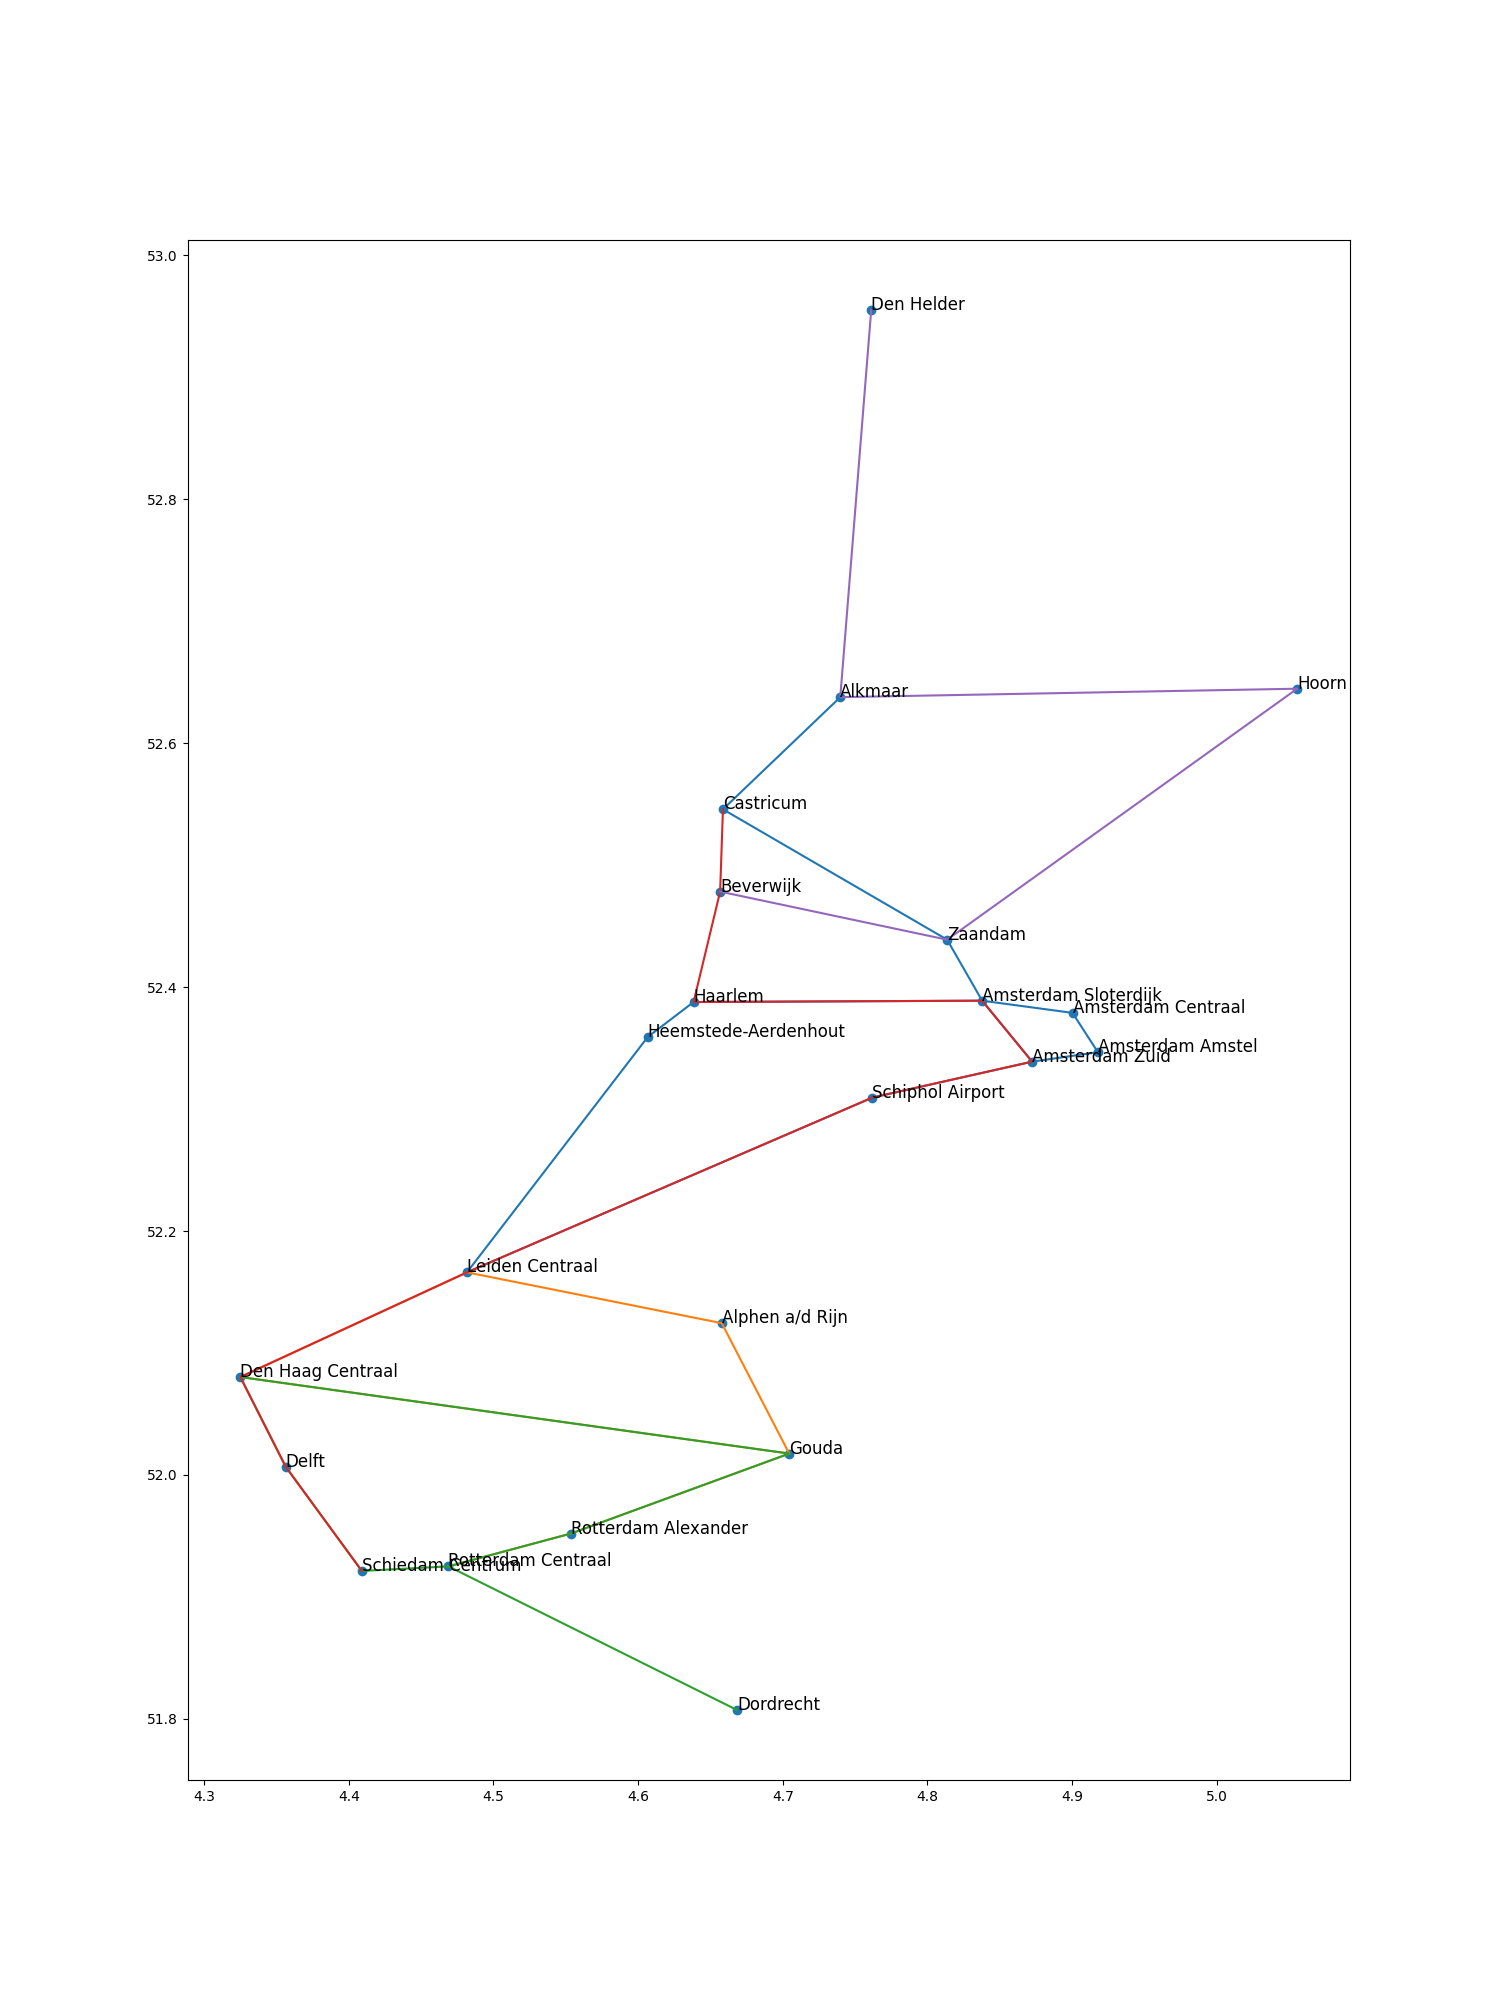 53.0
Den Helder
52.8
Alkmaar
Hoorn
52.6
Castricum
Beverwijk
Zaandam
52.4
Haarlem
Amsterdam Sloterdijk
Amsterdam Centraal
Heemstede-Aerdenhout
Amsterdam Amstel
Amsterdam Zuid
Schiphol Airport
52.2
Leiden Centraal
Alphen a/d Rijn
Den Haag Centraal
Gouda
Delft
52.0
Rotterdam Alexander
Rotterdam Centraal
Schiedam Centrum
Dordrecht
51.8
4.3 4.4 4.5 4.6 4.7 4.8 4.9 5.0